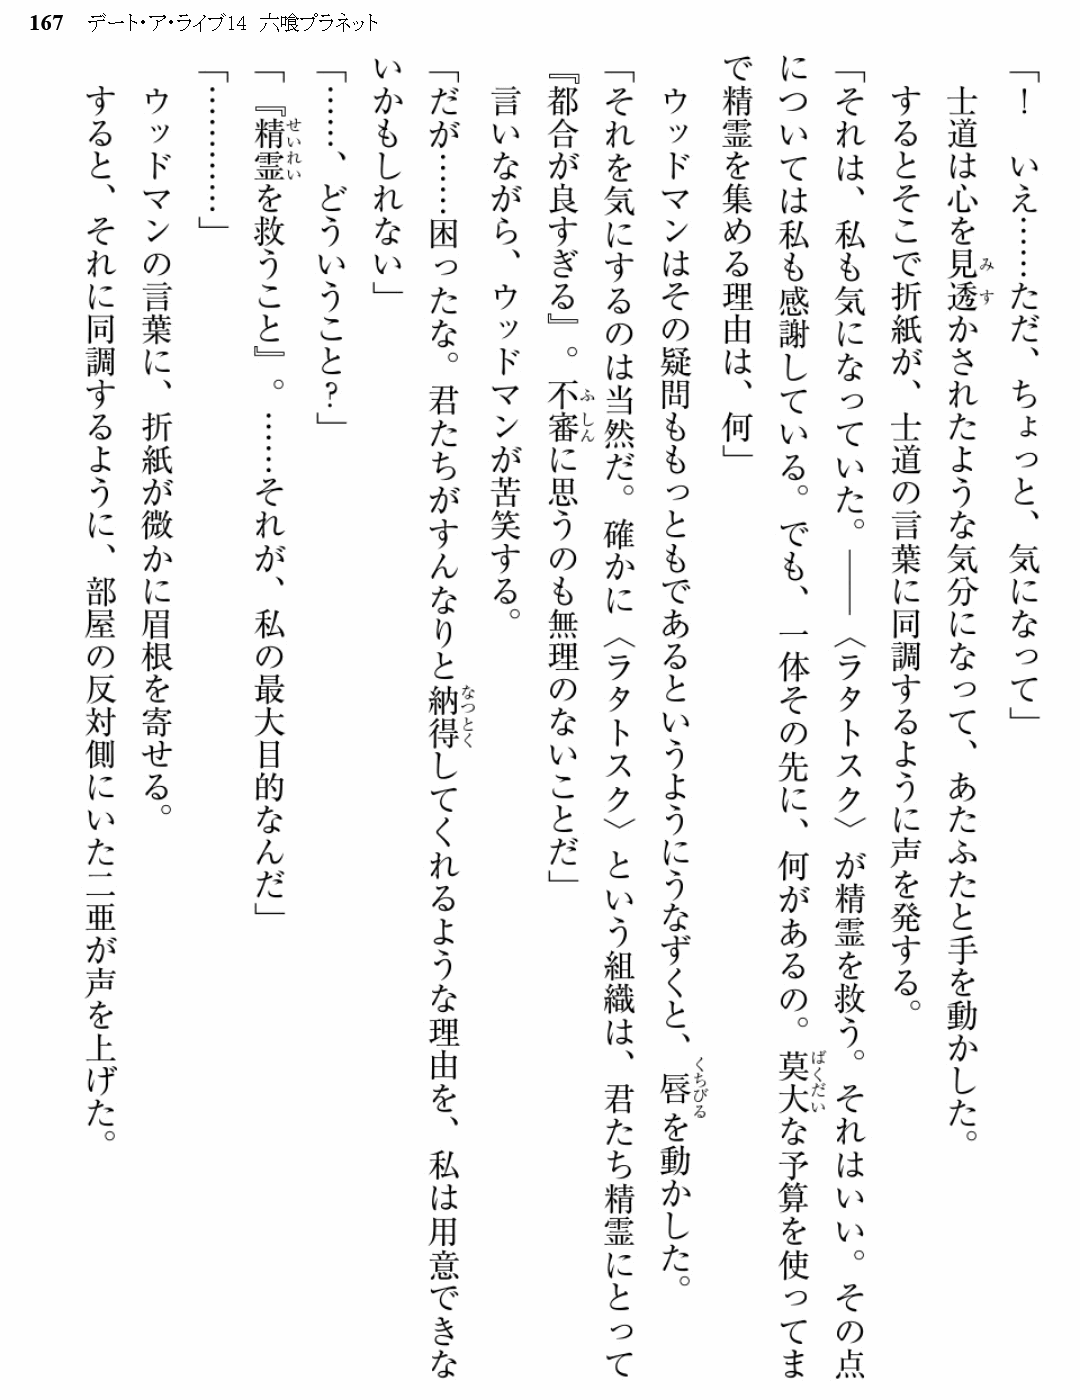 167 デート・ア・ライブ14 六喰プラネット
「！　いえ……ただ、ちょっと、気になって」
　士道は心を見透かされたような気分になって、あたふたと手を動かした。
　するとそこで折紙が、士道の言葉に同調するように声を発する。
「それは、私も気になっていた。――〈ラタトスク〉が精霊を救う。それはいい。その点
については私も感謝している。でも、一体その先に、何があるの。莫大な予算を使ってま
で精霊を集める理由は、何」
　ウッドマンはその疑問ももっともであるというようにうなずくと、唇を動かした。
「それを気にするのは当然だ。確かに〈ラタトスク〉という組織は、君たち精霊にとって
『都合が良すぎる』。不審に思うのも無理のないことだ」
　言いながら、ウッドマンが苦笑する。
「だが……困ったな。君たちがすんなりと納得してくれるような理由を、私は用意できな
いかもしれない」
「……、どういうこと？」
「『精霊を救うこと』。……それが、私の最大目的なんだ」
「…………」
　ウッドマンの言葉に、折紙が微かに眉根を寄せる。
　すると、それに同調するように、部屋の反対側にいた二亜が声を上げた。